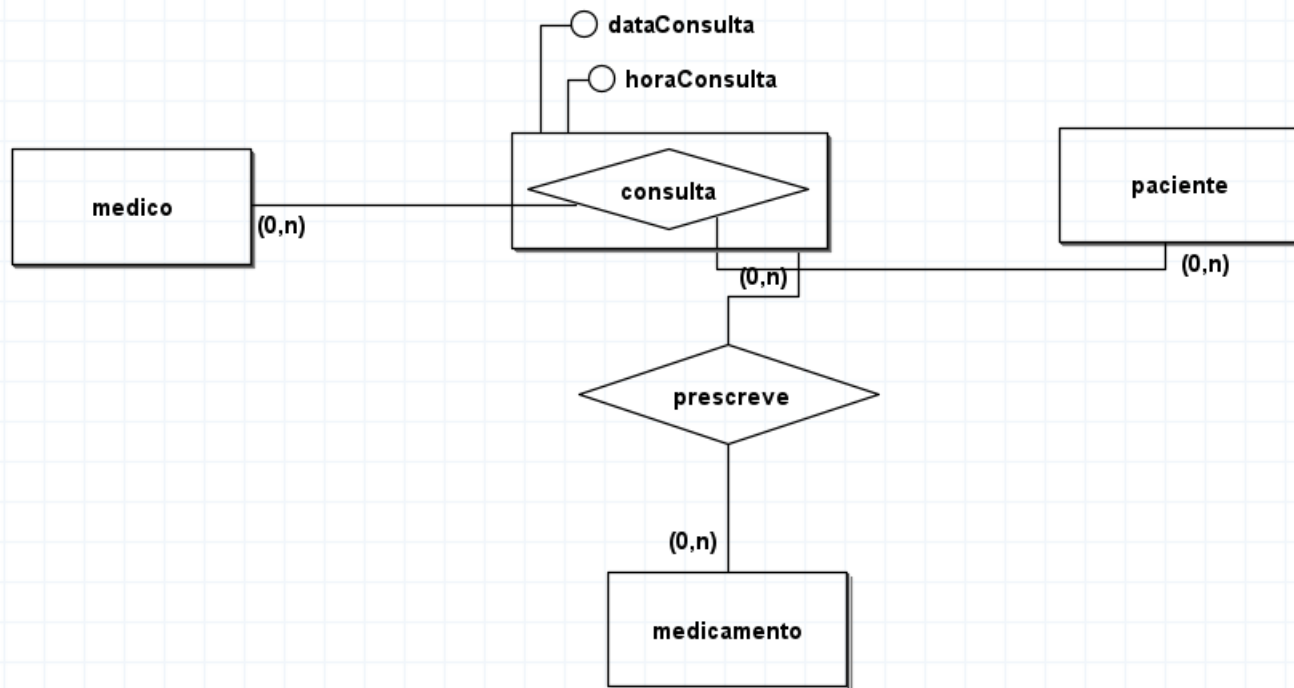 dataConsulta
horaConsulta
consulta
paciente
medico
(0,n)
(0,n)
(0,n)
prescreve
(0,n)
medicamento